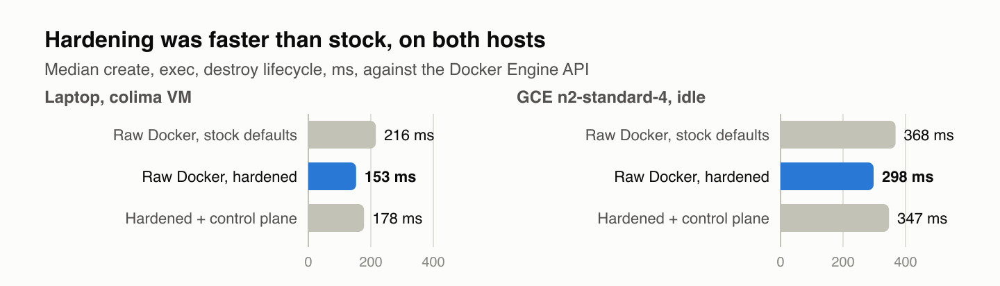 Hardening was faster than stock, on both hosts
Median create, exec, destroy lifecycle, ms, against the Docker Engine API
Laptop, colima VM
Raw Docker, stock defaults 216 ms
Raw Docker, hardened 153 ms
Hardened + control plane 178 ms
0 200 400
GCE n2-standard-4, idle
Raw Docker, stock defaults 368 ms
Raw Docker, hardened 298 ms
Hardened + control plane 347 ms
0 200 400